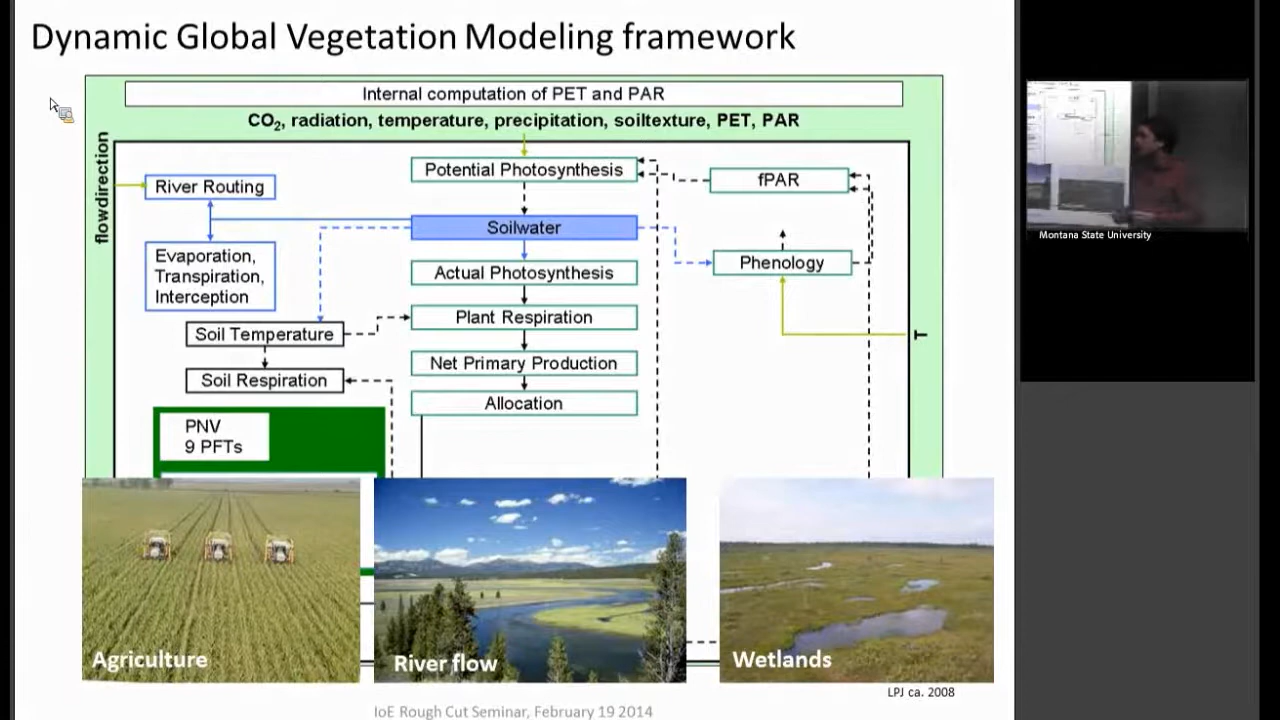 Dynamic Global Vegetation Modeling framework
Internal computation of PET and PAR
CO₂, radiation, temperature, precipitation, soiltexture, PET, PAR
flowdirection
Potential Photosynthesis
fPAR
River Routing
Soilwater
Evaporation,
Transpiration,
Interception
Actual Photosynthesis
Phenology
Plant Respiration
Soil Temperature
T
Net Primary Production
Soil Respiration
Allocation
PNV
9 PFTs
Agriculture
River flow
Wetlands
LPJ ca. 2008
IoE Rough Cut Seminar, February 19 2014
Montana State University